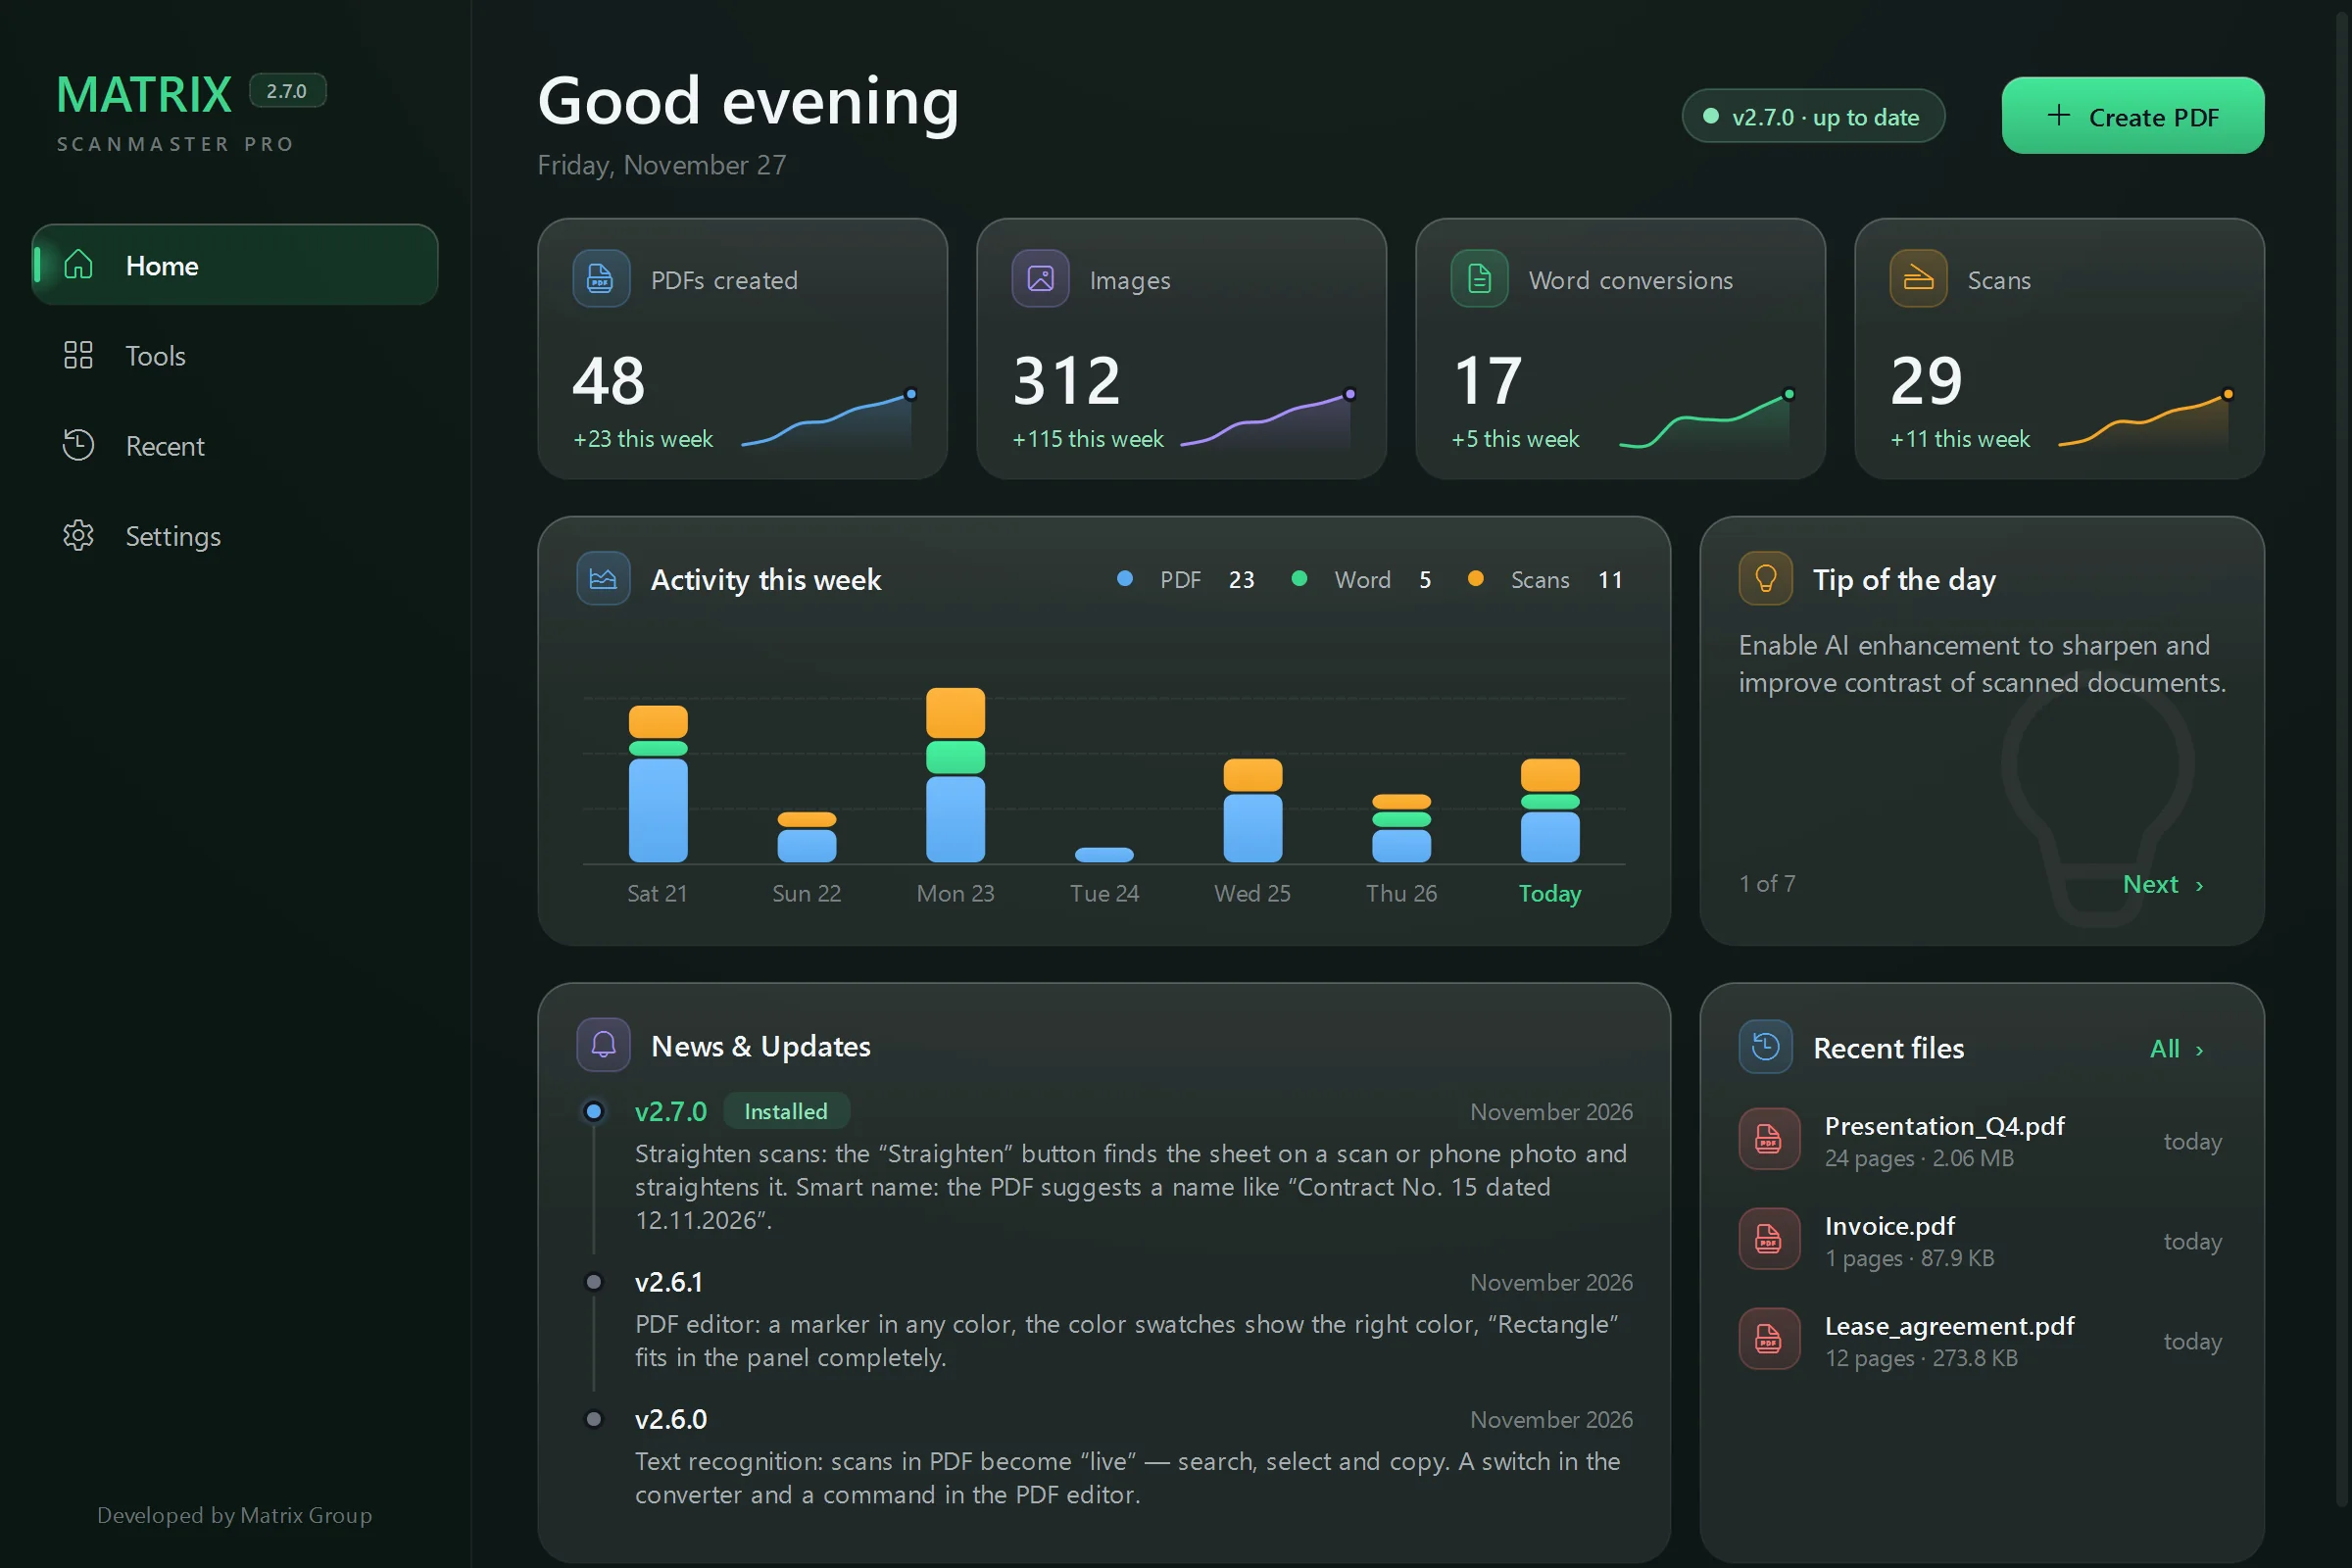 MATRIX 2.7.0
SCANMASTER PRO
Home
Tools
Recent
Settings
Developed by Matrix Group
Good evening
Friday, November 27
v2.7.0 · up to date
+ Create PDF
PDFs created
48
+23 this week
Images
312
+115 this week
Word conversions
17
+5 this week
Scans
29
+11 this week
Activity this week
PDF 23 Word 5 Scans 11
Sat 21 Sun 22 Mon 23 Tue 24 Wed 25 Thu 26 Today
Tip of the day
Enable AI enhancement to sharpen and
improve contrast of scanned documents.
1 of 7
Next ›
News & Updates
v2.7.0 Installed November 2026
Straighten scans: the “Straighten” button finds the sheet on a scan or phone photo and
straightens it. Smart name: the PDF suggests a name like “Contract No. 15 dated
12.11.2026”.
v2.6.1 November 2026
PDF editor: a marker in any color, the color swatches show the right color, “Rectangle”
fits in the panel completely.
v2.6.0 November 2026
Text recognition: scans in PDF become “live” — search, select and copy. A switch in the
converter and a command in the PDF editor.
Recent files All ›
Presentation_Q4.pdf
24 pages · 2.06 MB
today
Invoice.pdf
1 pages · 87.9 KB
today
Lease_agreement.pdf
12 pages · 273.8 KB
today